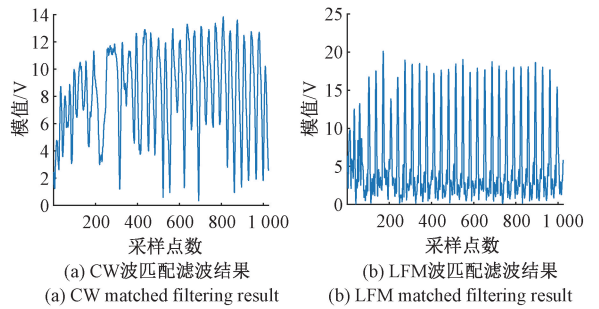 14
12
10
8
6
4
2
0
模值/V
200 400 600 800 1 000
采样点数
(a) CW波匹配滤波结果
(a) CW matched filtering result
25
20
15
10
5
0
模值/V
200 400 600 800 1 000
采样点数
(b) LFM波匹配滤波结果
(b) LFM matched filtering result